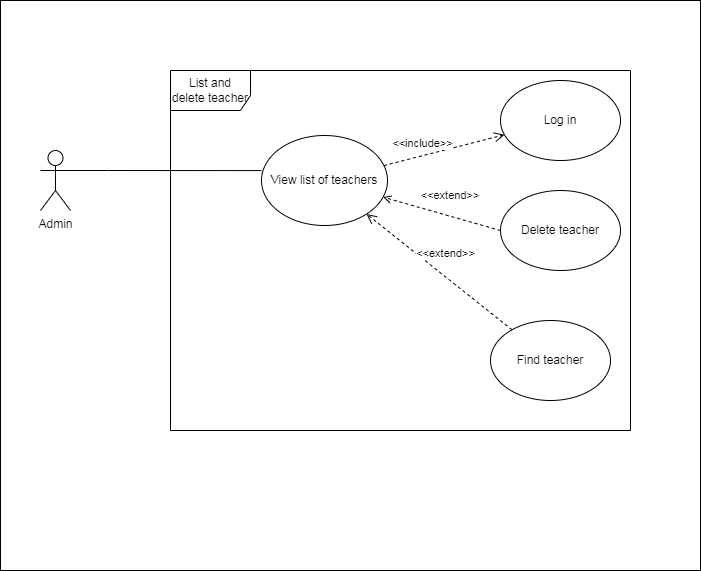 List and
delete teacher
Log in
<<include>>
View list of teachers
<<extend>>
Admin
Delete teacher
<<extend>>
Find teacher